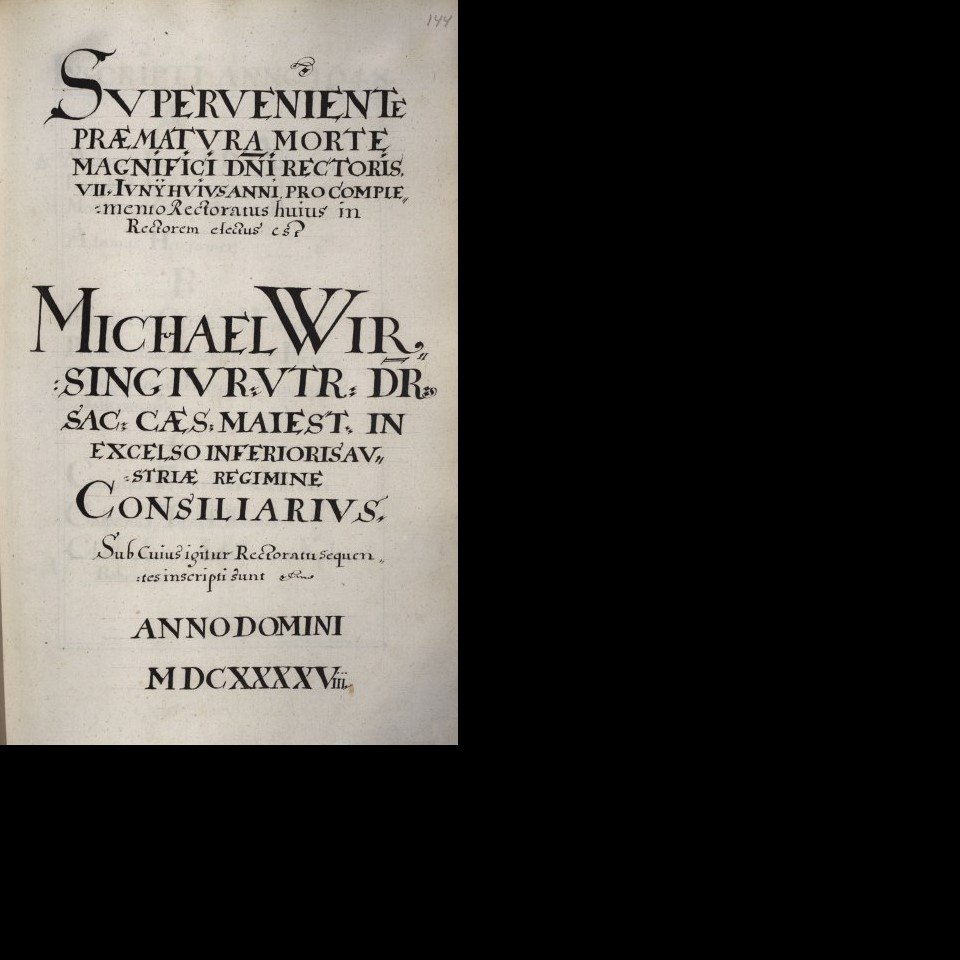 144
SVPERVENIENTE
PRÆMATVRA MORTE
MAGNIFICI DÑI RECTORIS,
VII. IVNÿ HVIVS ANNI, PRO COMPLE„
:mento Rectoratus huius in
Rectorem electus est
MICHAEL WIR„
:SING IVR: VTR: DR:
SAC: CÆS: MAIEST: IN
EXCELSO INFERIORIS AV„
:STRIÆ REGIMINE
CONSILIARIVS.
Sub Cuius igitur Rectoratu sequen„
:tes inscripti sunt
ANNO DOMINI
MDCXXXXVIII.